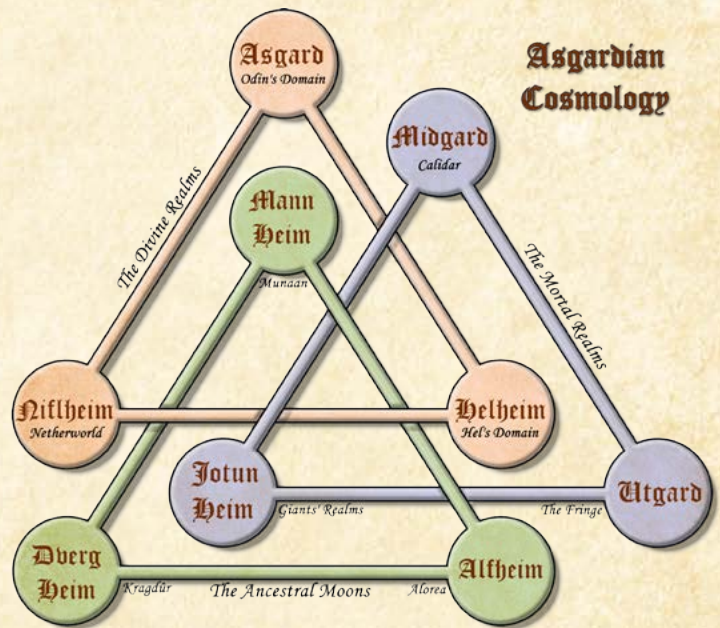 Asgard
Odin's Domain
Asgardian
Cosmology
Midgard
Calidar
The Divine Realms
Mann
Heim
Munaan
The Mortal Realms
Niflheim
Netherworld
Helheim
Hel's Domain
Jotun
Heim
Giants' Realms
The Fringe
Utgard
Dverg
Heim
Kragdûr
The Ancestral Moons
Alorea
Alfheim